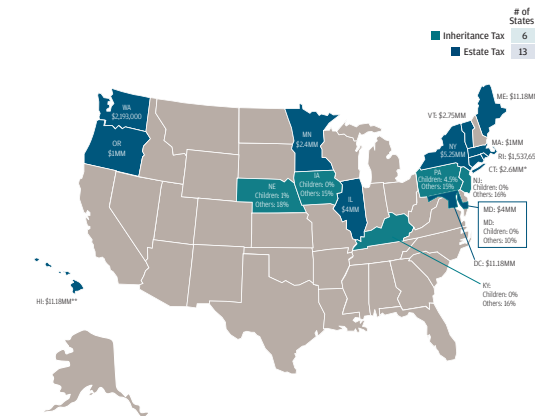 # of
States
Inheritance Tax 6
Estate Tax 13
WA
$2,193,000
OR
$1MM
MN
$2.4MM
IA
Children: 0%
Others: 15%
NE
Children: 1%
Others: 18%
IL
$4MM
NY
$5.25MM
PA
Children: 4.5%
Others: 15%
ME: $11.18MM
VT: $2.75MM
MA: $1MM
RI: $1,537,65
CT: $2.6MM*
NJ:
Children: 0%
Others: 16%
MD: $4MM
MD:
Children: 0%
Others: 10%
DC: $11.18MM
KY:
Children: 0%
Others: 16%
HI: $11.18MM**